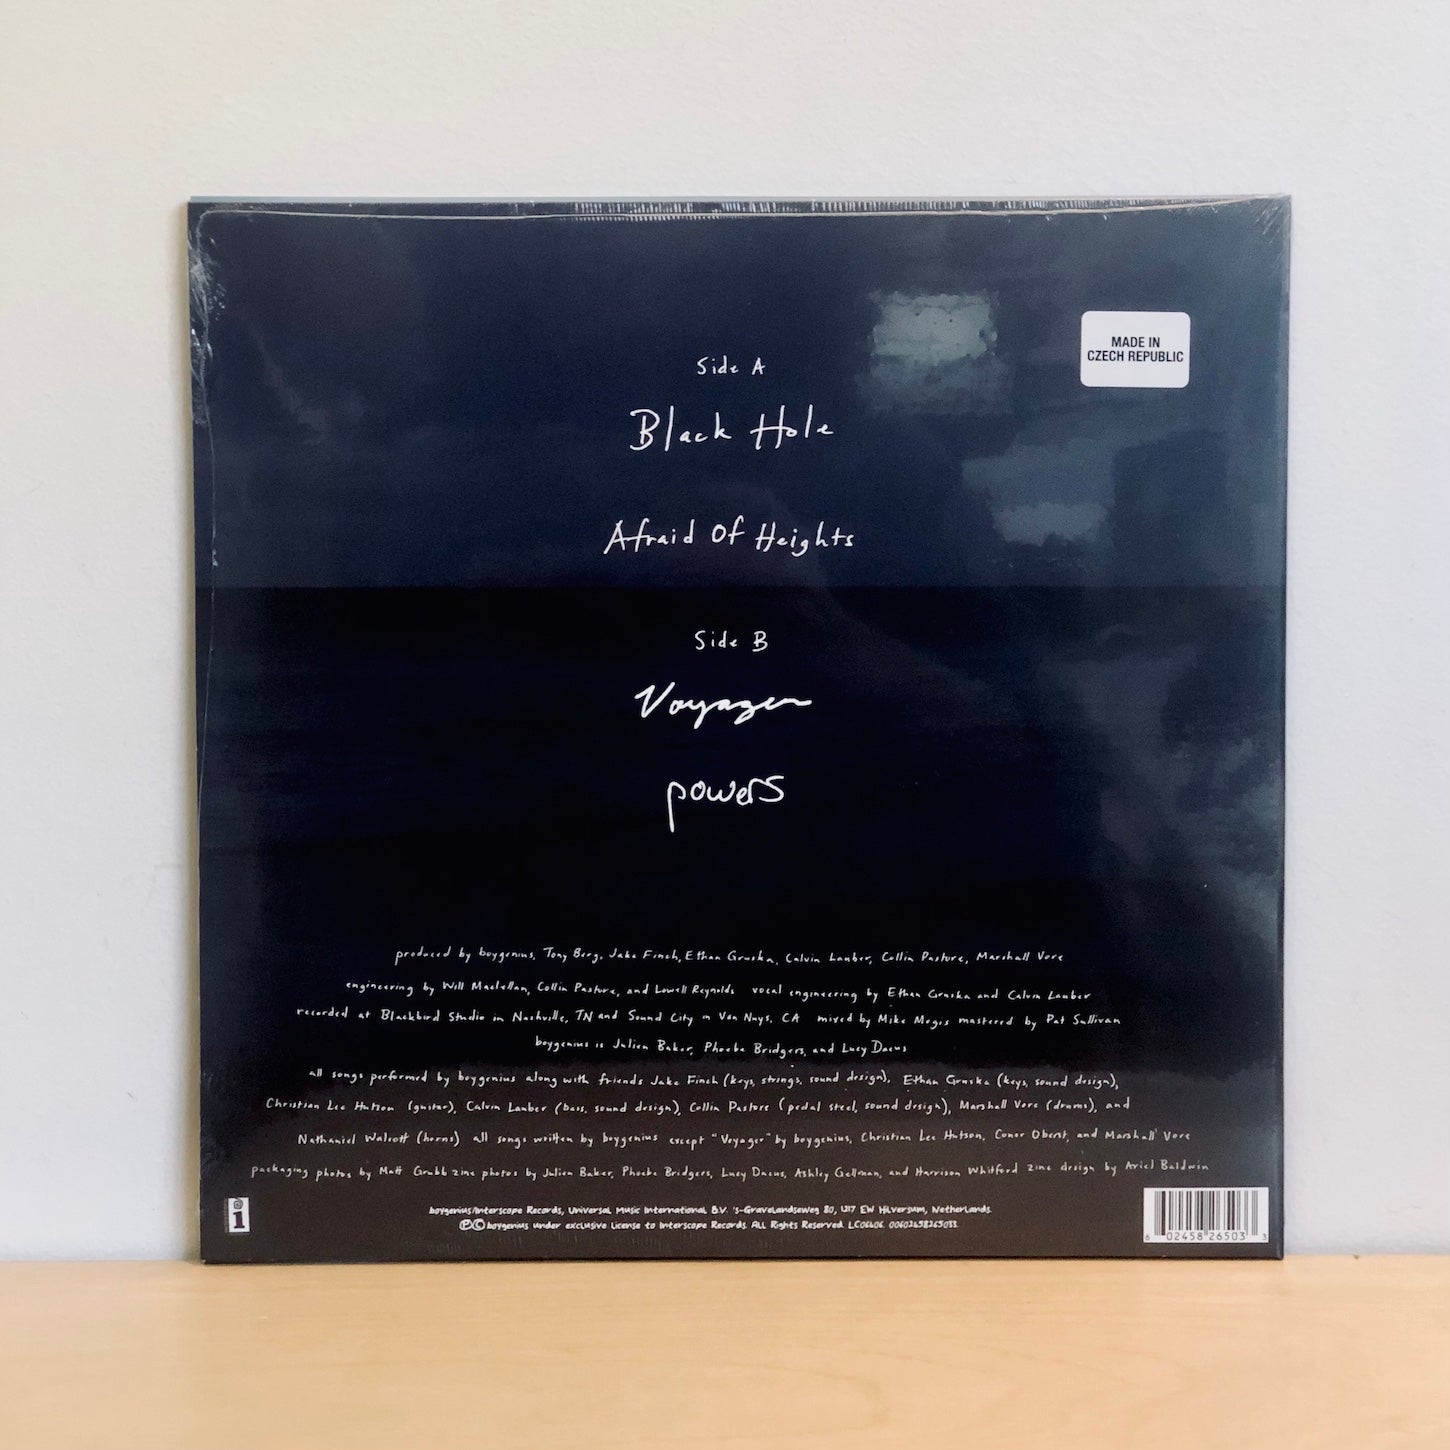 MADE IN
CZECH REPUBLIC
Side A
Black Hole
Afraid Of Heights
Side B
Voyager
powers
produced by boygenius, Tony Berg, Jake Finch, Ethan Gruska, Calvin Lauber, Collin Pastore, Marshall Vore
engineering by Will Maclellan, Collin Pastore, and Lowell Reynolds vocal engineering by Ethan Gruska and Calvin Lauber
recorded at Blackbird Studio in Nashville, TN and Sound City in Van Nuys, CA mixed by Mike Mogis mastered by Pat Sullivan
boygenius is Julien Baker, Phoebe Bridgers, and Lucy Dacus
all songs performed by boygenius along with friends Jake Finch (keys, strings, sound design), Ethan Gruska (keys, sound design),
Christian Lee Hutson (guitar), Calvin Lauber (bass, sound design), Collin Pastore (pedal steel, sound design), Marshall Vore (drums), and
Nathaniel Walcott (horns) all songs written by boygenius except "Voyager" by boygenius, Christian Lee Hutson, Conor Oberst, and Marshall Vore
packaging photos by Matt Grubb zine photos by Julien Baker, Phoebe Bridgers, Lucy Dacus, Ashley Gellman, and Harrison Whitford zine design by Ariel Baldwin
i
boygenius/Interscope Records, Universal Music International B.V. 's-Gravelandseweg 80, 1217 EW Hilversum, Netherlands.
℗© boygenius under exclusive license to Interscope Records. All Rights Reserved. LC06406. 00602458265033.
6 02458 26503 3